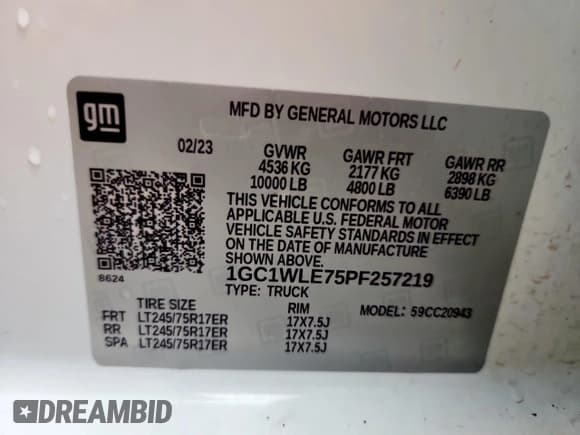 gm
MFD BY GENERAL MOTORS LLC
02/23 GVWR GAWR FRT GAWR RR
4536 KG 2177 KG 2898 KG
10000 LB 4800 LB 6390 LB
THIS VEHICLE CONFORMS TO ALL
APPLICABLE U.S. FEDERAL MOTOR
VEHICLE SAFETY STANDARDS IN EFFECT
ON THE DATE OF MANUFACTURE
SHOWN ABOVE.
8624
1GC1WLE75PF257219
TYPE: TRUCK MODEL: 59CC20943
TIRE SIZE RIM
FRT LT245/75R17ER 17X7.5J
RR LT245/75R17ER 17X7.5J
SPA LT245/75R17ER 17X7.5J
DREAMBID